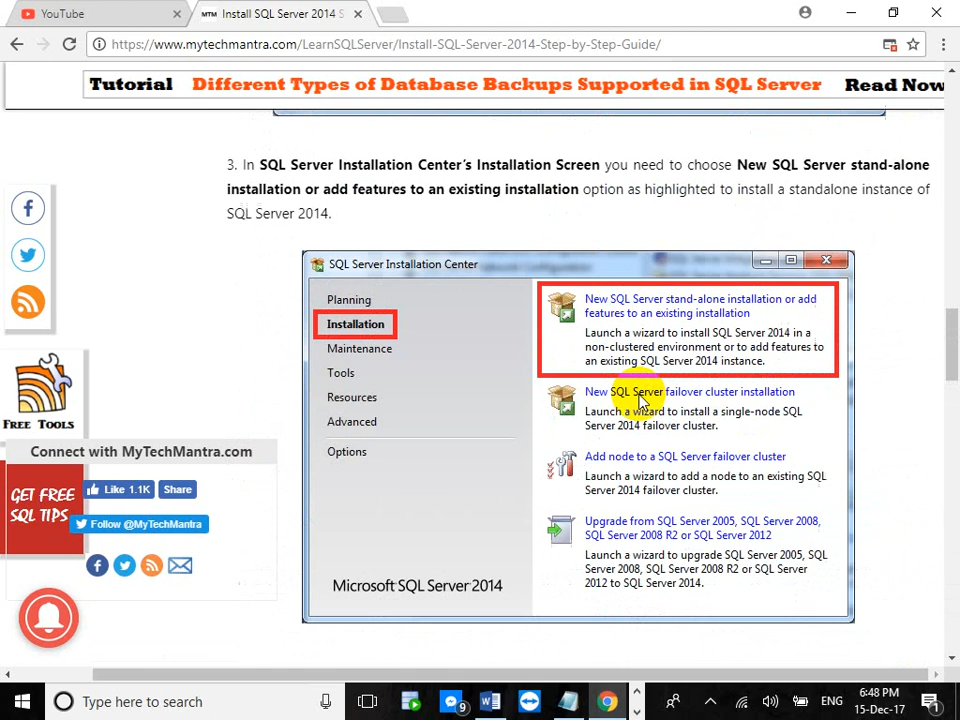 YouTube
MTM Install SQL Server 2014 S
https://www.mytechmantra.com/LearnSQLServer/Install-SQL-Server-2014-Step-by-Step-Guide/
Tutorial Different Types of Database Backups Supported in SQL Server Read Now
3. In SQL Server Installation Center's Installation Screen you need to choose New SQL Server stand-alone
installation or add features to an existing installation option as highlighted to install a standalone instance of
SQL Server 2014.
SQL Server Installation Center
Planning
Installation
Maintenance
Tools
Resources
Advanced
Options
Microsoft SQL Server 2014
New SQL Server stand-alone installation or add
features to an existing installation
Launch a wizard to install SQL Server 2014 in a
non-clustered environment or to add features to
an existing SQL Server 2014 instance.
New SQL Server failover cluster installation
Launch a wizard to install a single-node SQL
Server 2014 failover cluster.
Add node to a SQL Server failover cluster
Launch a wizard to add a node to an existing SQL
Server 2014 failover cluster.
Upgrade from SQL Server 2005, SQL Server 2008,
SQL Server 2008 R2 or SQL Server 2012
Launch a wizard to upgrade SQL Server 2005, SQL
Server 2008, SQL Server 2008 R2 or SQL Server
2012 to SQL Server 2014.
FREE TOOLS
Connect with MyTechMantra.com
GET FREE
SQL TIPS
Like 1.1K
Share
Follow @MyTechMantra
Type here to search
9
ENG
6:48 PM
15-Dec-17
1